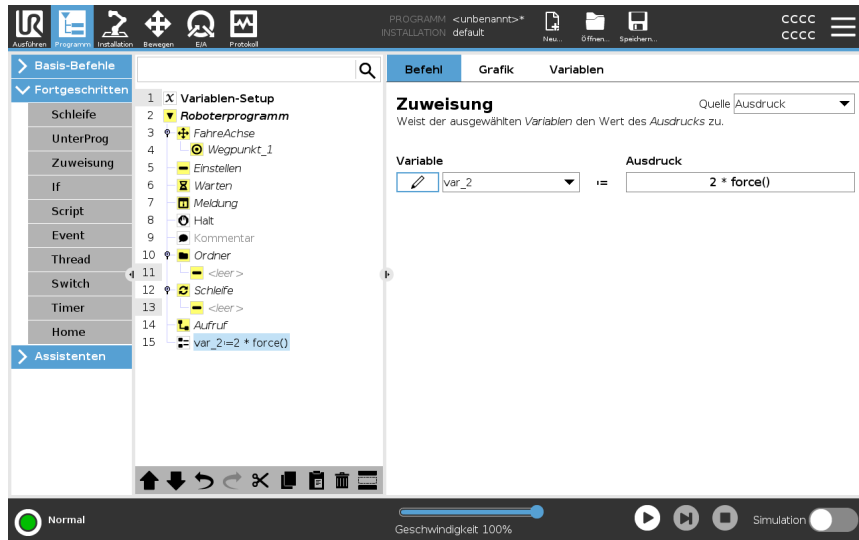 UR
Ausführen Programm Installation Bewegen E/A Protokoll
PROGRAMM <unbenannt>*
INSTALLATION default
Neu... Öffnen... Speichern...
CCCC
CCCC
Basis-Befehle
Fortgeschritten
Schleife
UnterProg
Zuweisung
If
Script
Event
Thread
Switch
Timer
Home
Assistenten
1 X Variablen-Setup
2 Roboterprogramm
3 FahreAchse
4 Wegpunkt_1
5 Einstellen
6 Warten
7 Meldung
8 Halt
9 Kommentar
10 Ordner
11 <leer>
12 Schleife
13 <leer>
14 Aufruf
15 var_2≔2 * force()
Befehl Grafik Variablen
Zuweisung
Quelle Ausdruck
Weist der ausgewählten Variablen den Wert des Ausdrucks zu.
Variable Ausdruck
var_2 ≔ 2 * force()
Normal
Geschwindigkeit 100%
Simulation